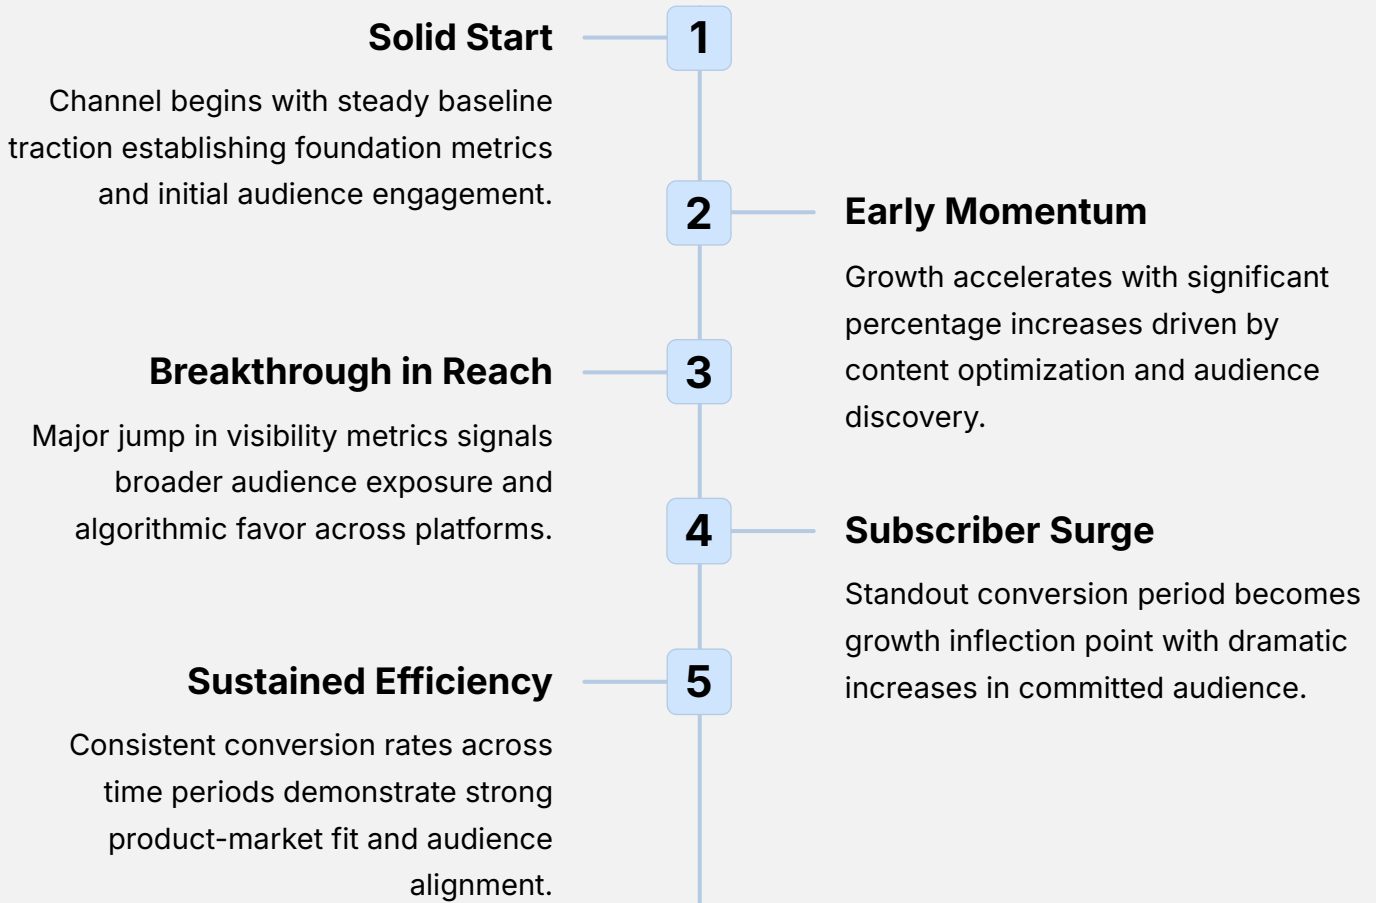 1
Solid Start
Channel begins with steady baseline
traction establishing foundation metrics
and initial audience engagement.
2
Early Momentum
Growth accelerates with significant
percentage increases driven by
content optimization and audience
discovery.
3
Breakthrough in Reach
Major jump in visibility metrics signals
broader audience exposure and
algorithmic favor across platforms.
4
Subscriber Surge
Standout conversion period becomes
growth inflection point with dramatic
increases in committed audience.
5
Sustained Efficiency
Consistent conversion rates across
time periods demonstrate strong
product-market fit and audience
alignment.